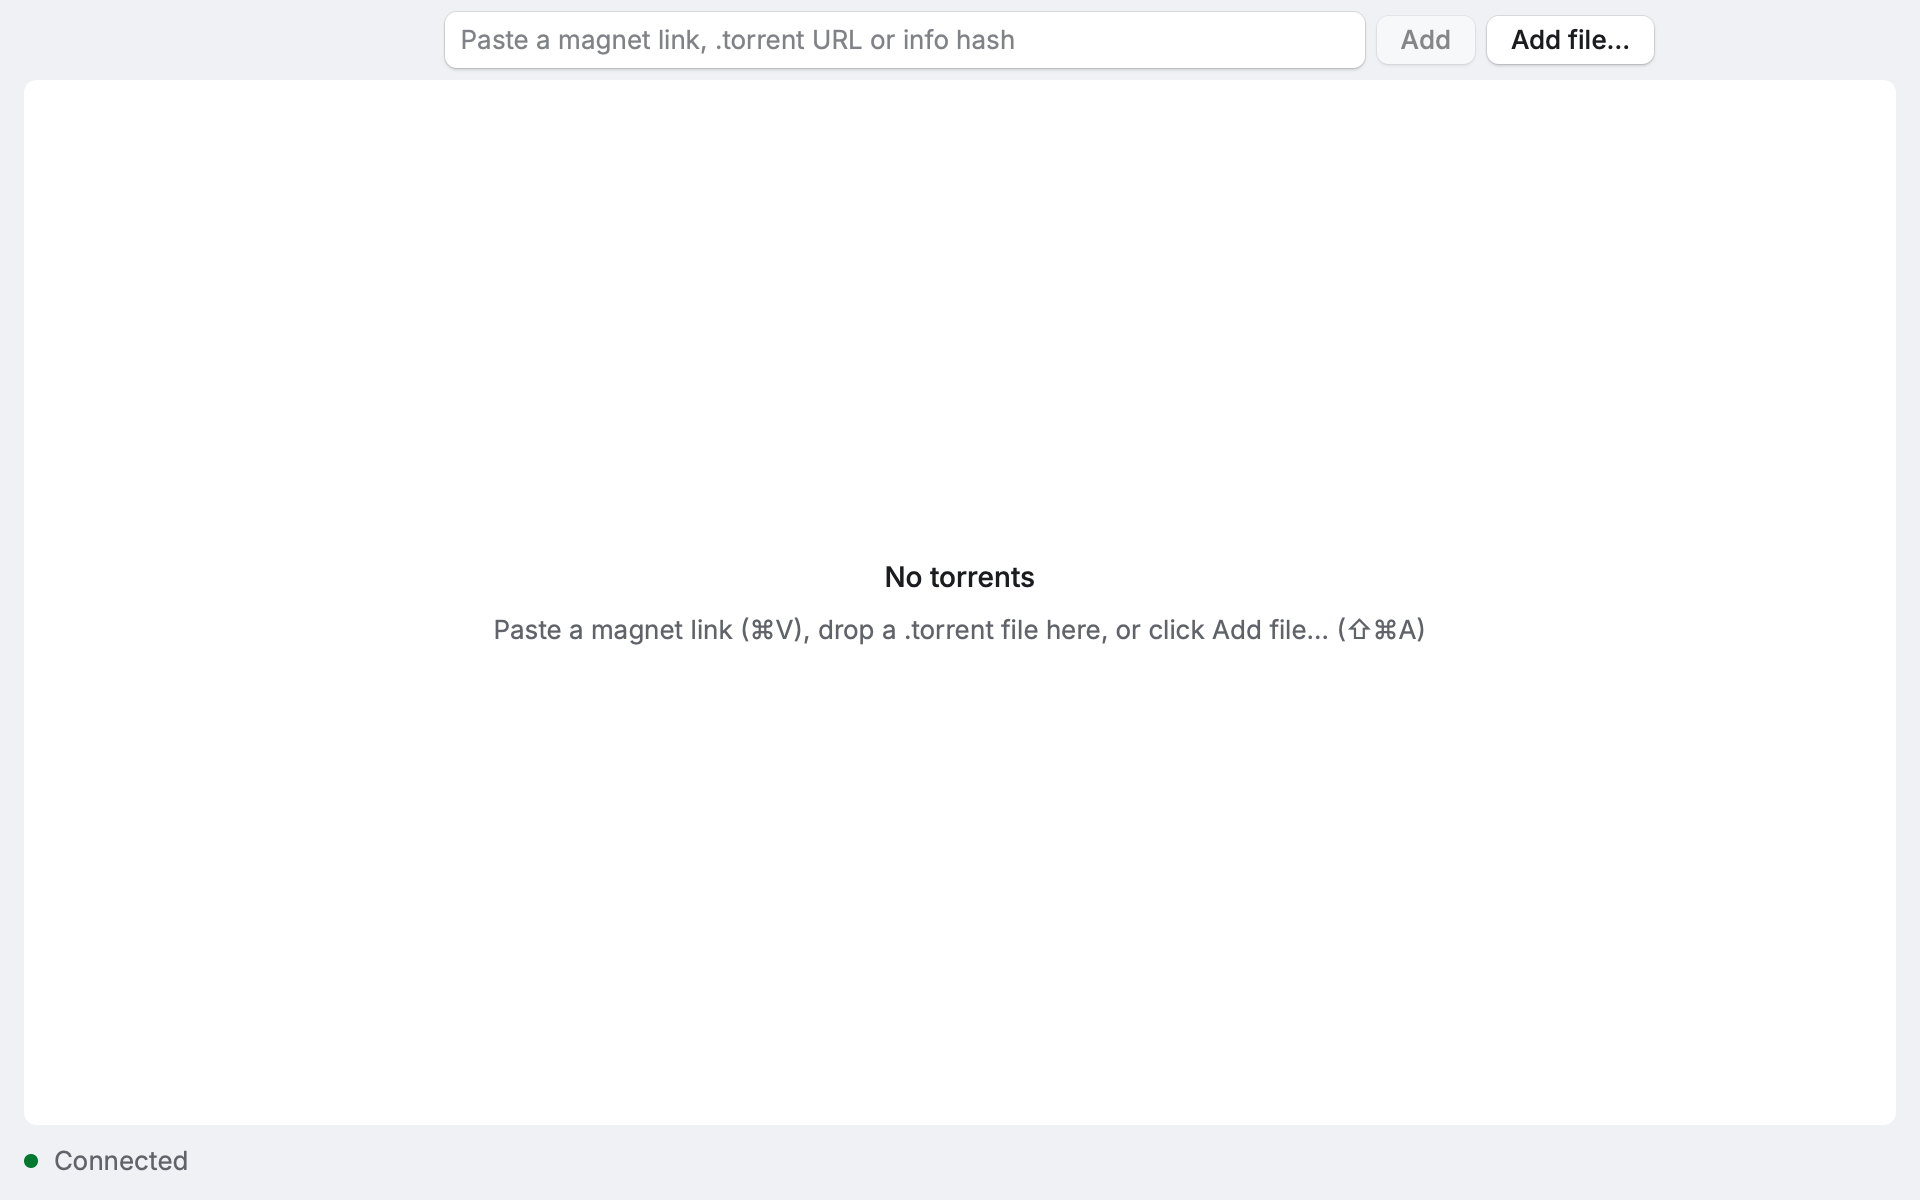 Paste a magnet link, .torrent URL or info hash
Add
Add file...
No torrents
Paste a magnet link (⌘V), drop a .torrent file here, or click Add file... (⇧⌘A)
Connected